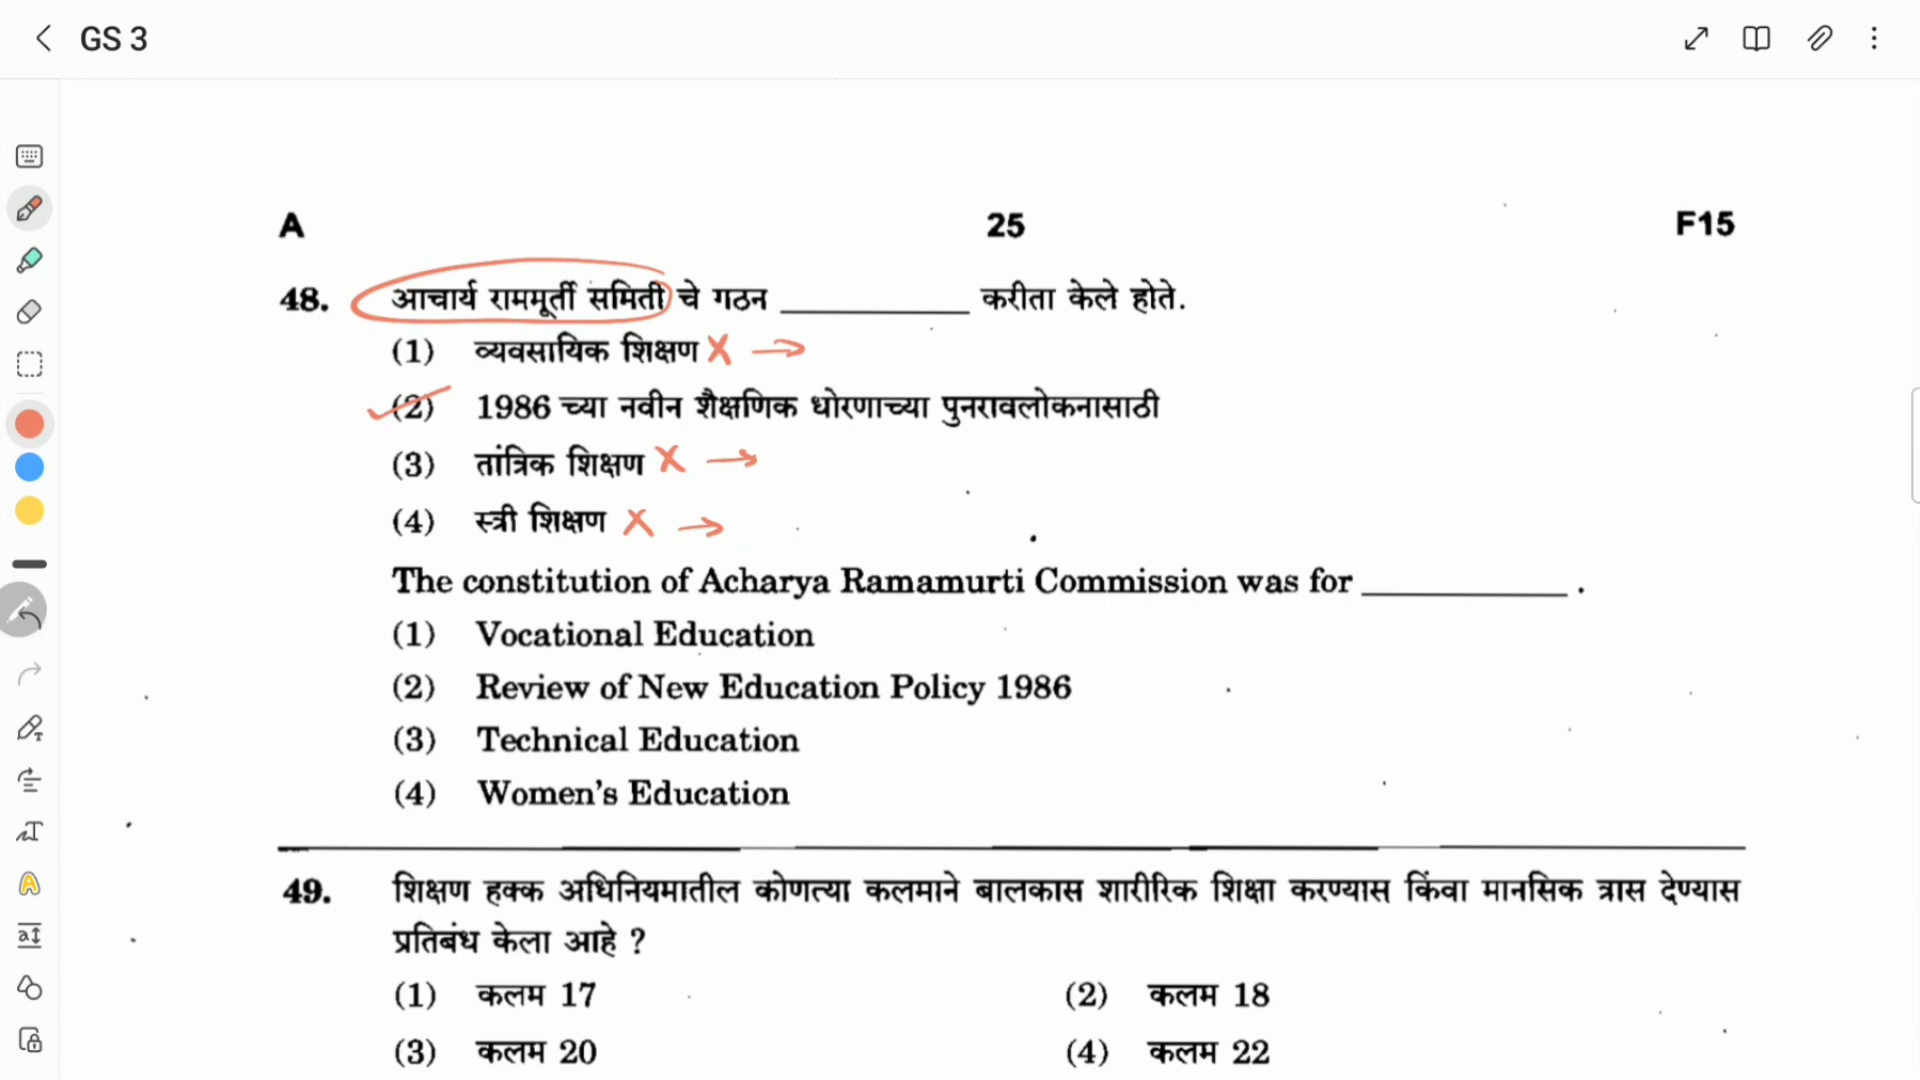 GS 3
A 25 F15
48. आचार्य राममूर्ती समिती चे गठन __________ करीता केले होते.
(1) व्यवसायिक शिक्षण X →
(2) 1986 च्या नवीन शैक्षणिक धोरणाच्या पुनरावलोकनासाठी
(3) तांत्रिक शिक्षण X →
(4) स्त्री शिक्षण X →
The constitution of Acharya Ramamurti Commission was for __________ .
(1) Vocational Education
(2) Review of New Education Policy 1986
(3) Technical Education
(4) Women's Education
49. शिक्षण हक्क अधिनियमातील कोणत्या कलमाने बालकास शारीरिक शिक्षा करण्यास किंवा मानसिक त्रास देण्यास
प्रतिबंध केला आहे ?
(1) कलम 17 (2) कलम 18
(3) कलम 20 (4) कलम 22